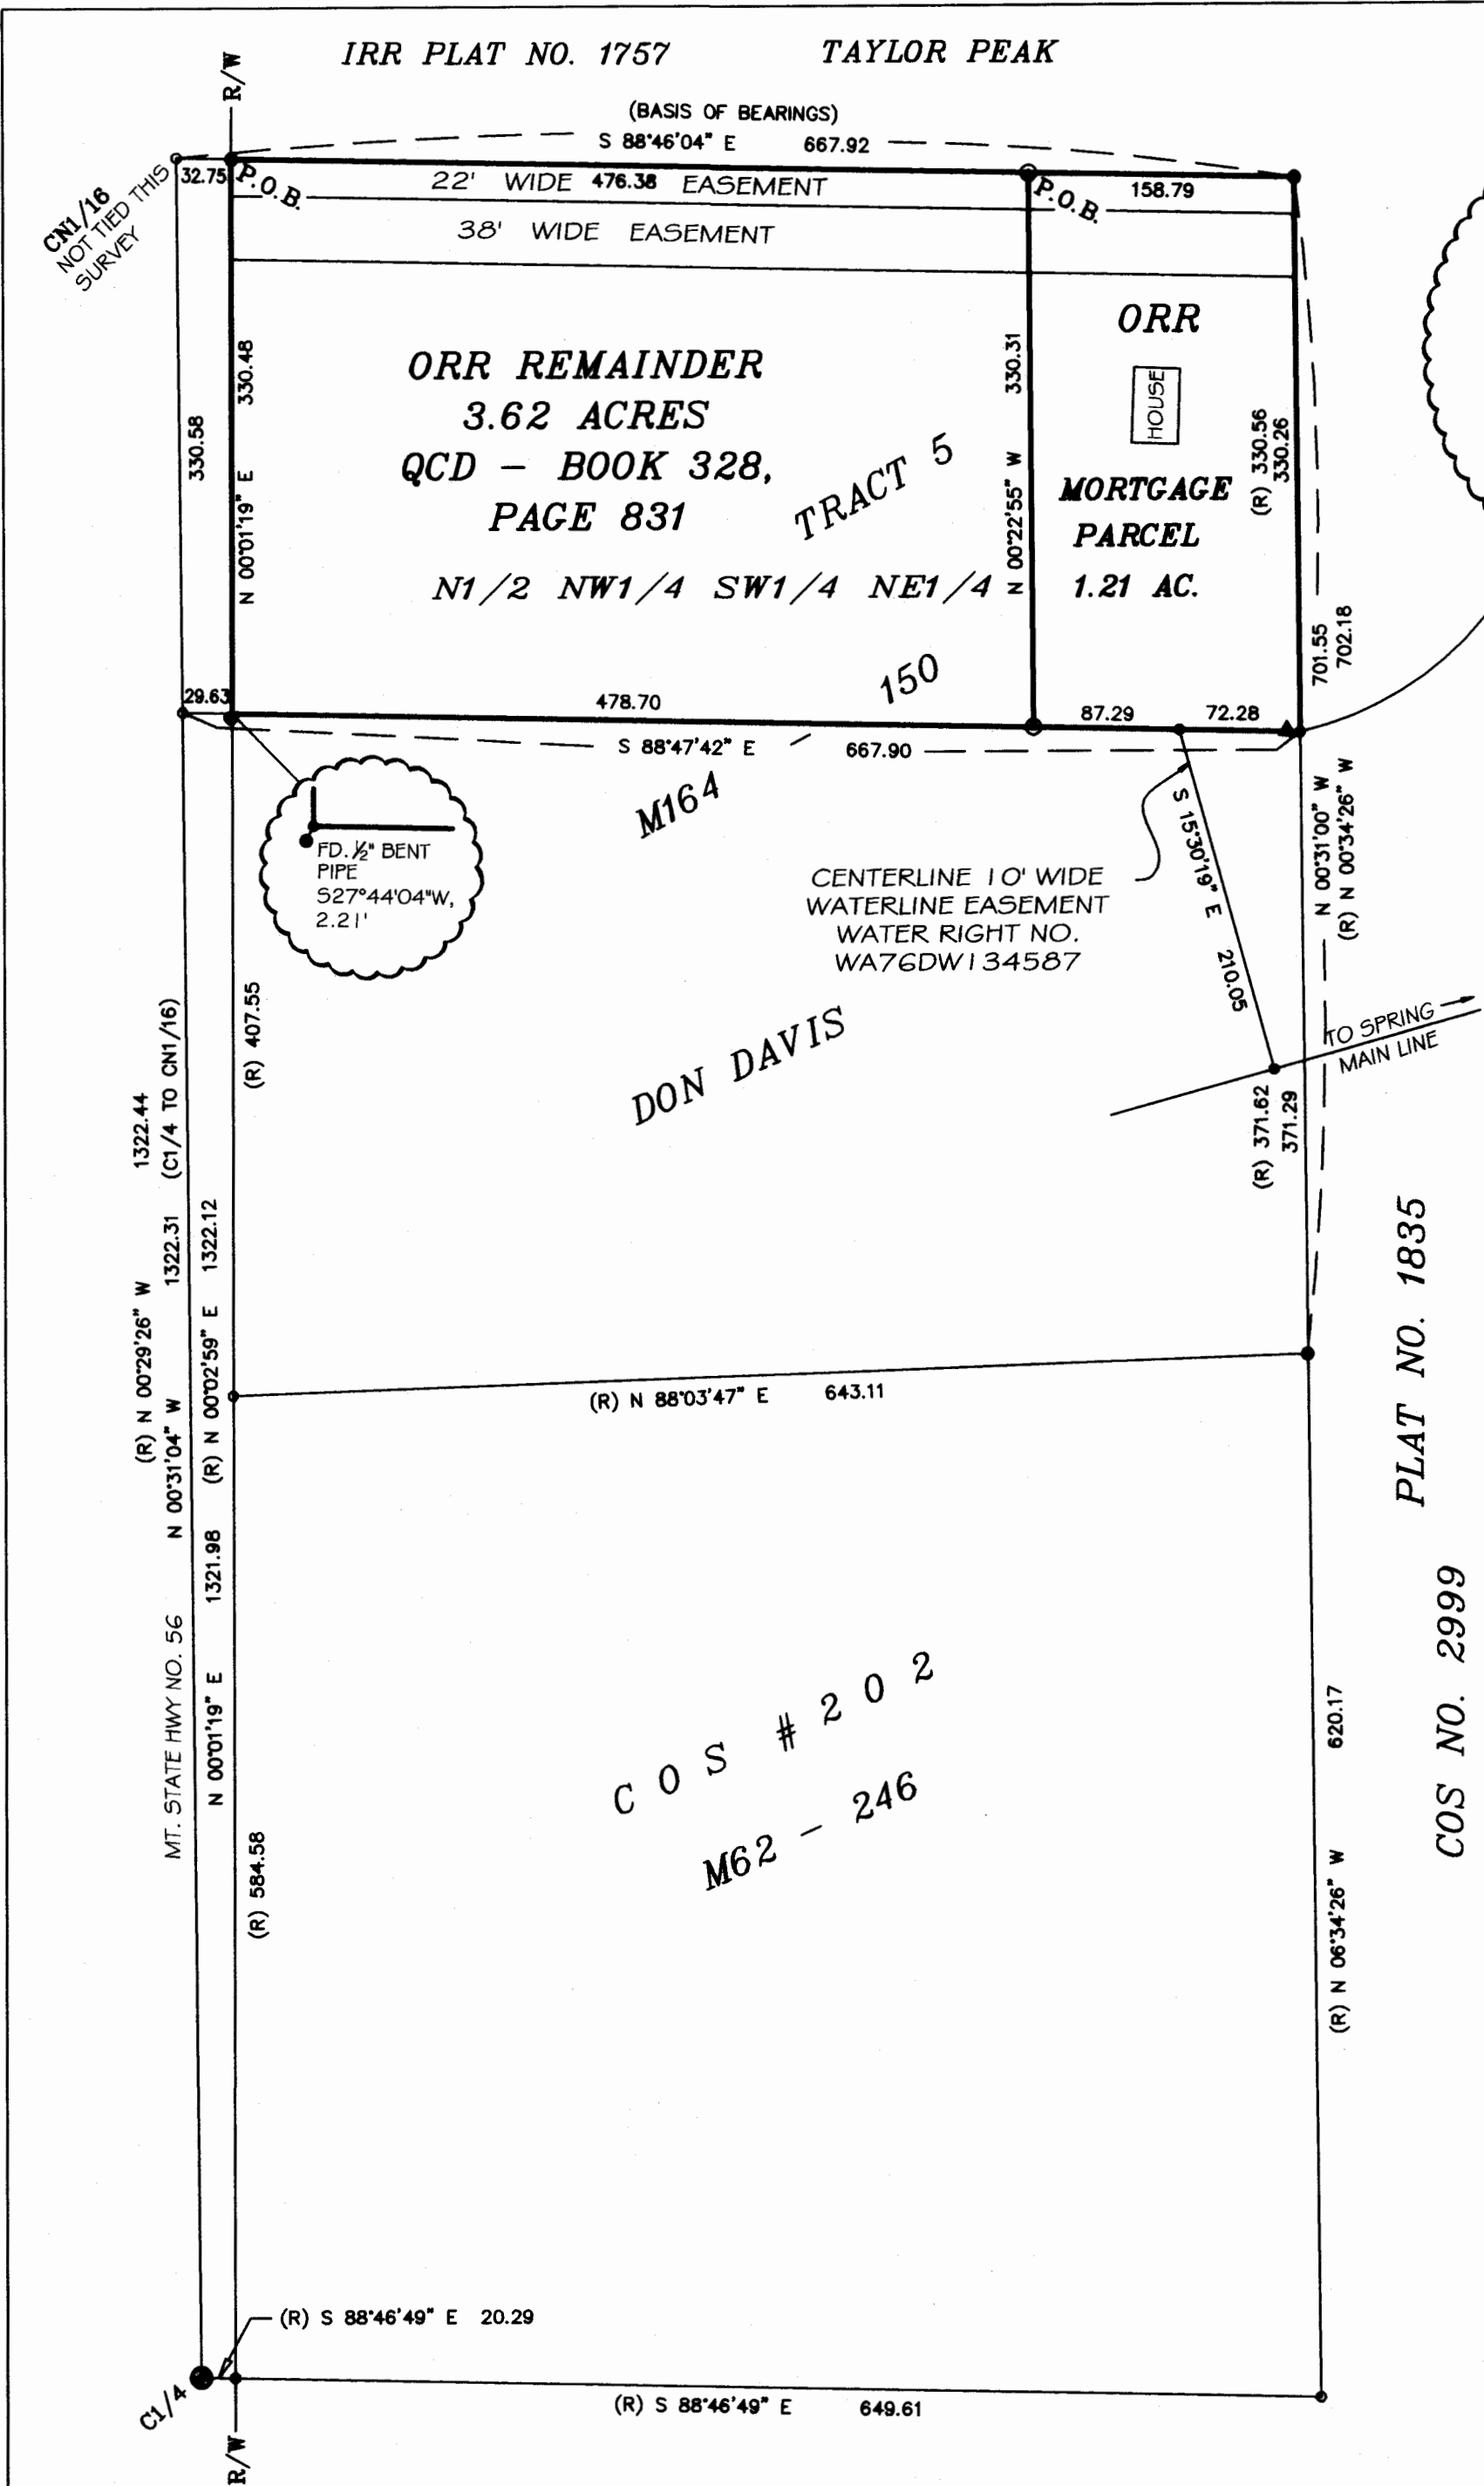 IRR PLAT NO. 1757
TAYLOR PEAK
R/W
(BASIS OF BEARINGS)
S 88°46'04" E 667.92
CN1/16
NOT TIED THIS
SURVEY
32.75
P.O.B.
22' WIDE 476.38 EASEMENT
P.O.B.
158.79
38' WIDE EASEMENT
330.58
N 00°01'19" E 330.48
ORR REMAINDER
3.62 ACRES
QCD - BOOK 328,
PAGE 831
TRACT 5
N1/2 NW1/4 SW1/4 NE1/4
N 00°22'55" W 330.31
ORR
HOUSE
MORTGAGE
PARCEL
1.21 AC.
(R) 330.56
330.26
701.55
702.18
29.63
478.70
87.29
72.28
S 88°47'42" E 667.90
M164 - 150
FD. ½" BENT
PIPE
S27°44'04"W,
2.21'
CENTERLINE 10' WIDE
WATERLINE EASEMENT
WATER RIGHT NO.
WA76DW134587
S 15°30'19" E 210.05
N 00°31'00" W
(R) N 00°34'26" W
TO SPRING
MAIN LINE
DON DAVIS
(R) 407.55
(R) 371.62
371.29
(R) N 00°29'26" W 1322.44
N 00°31'04" W 1322.31 (C1/4 TO CN1/16)
N 00°01'19" E 1321.98 (R) N 00°02'59" E 1322.12
MT. STATE HWY NO. 56
(R) N 88°03'47" E 643.11
PLAT NO. 1835
COS NO. 2999
COS #202
M62 - 246
620.17
(R) N 06°34'26" W
(R) 584.58
(R) S 88°46'49" E 20.29
C1/4
(R) S 88°46'49" E 649.61
R/W